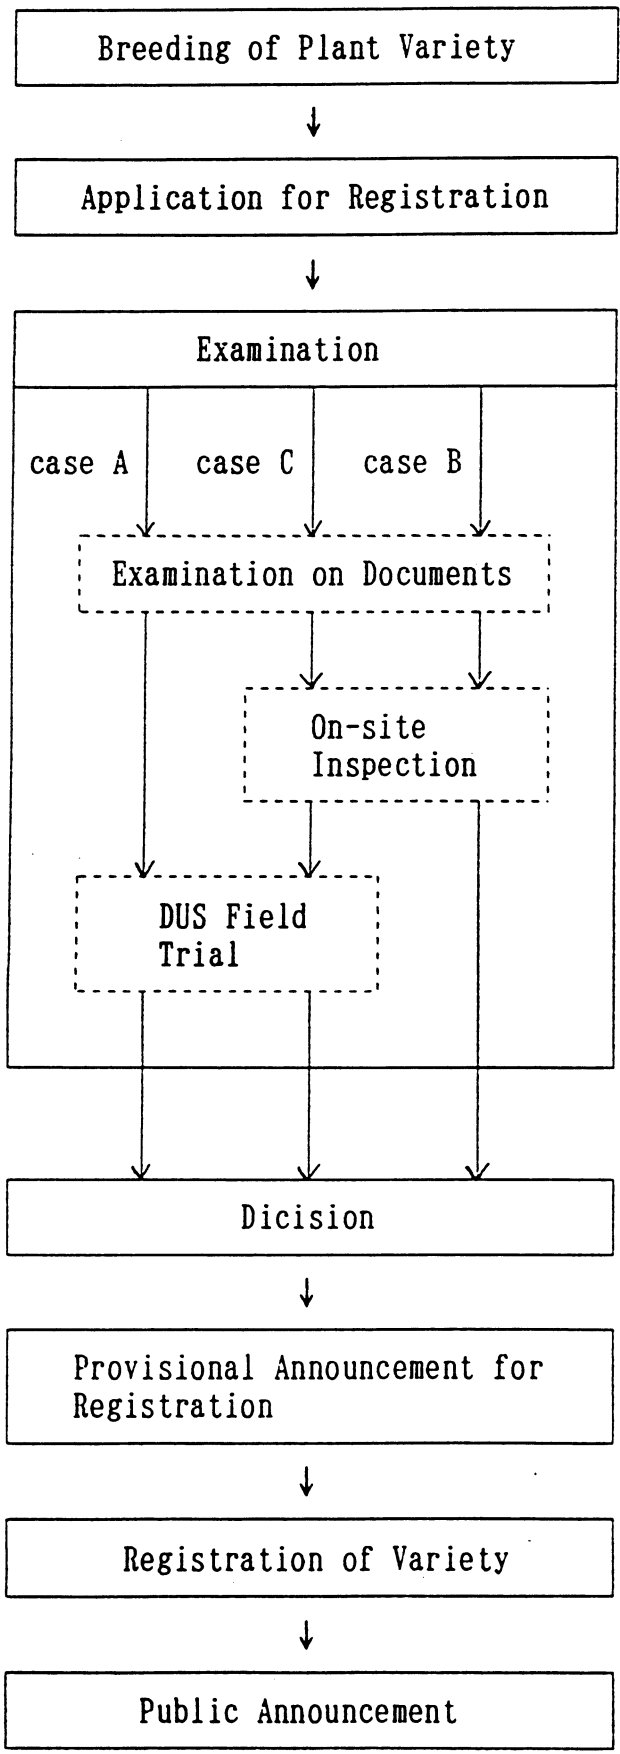 Breeding of Plant Variety
Application for Registration
Examination
case A case C case B
Examination on Documents
On-site
Inspection
DUS Field
Trial
Dicision
Provisional Announcement for
Registration
Registration of Variety
Public Announcement